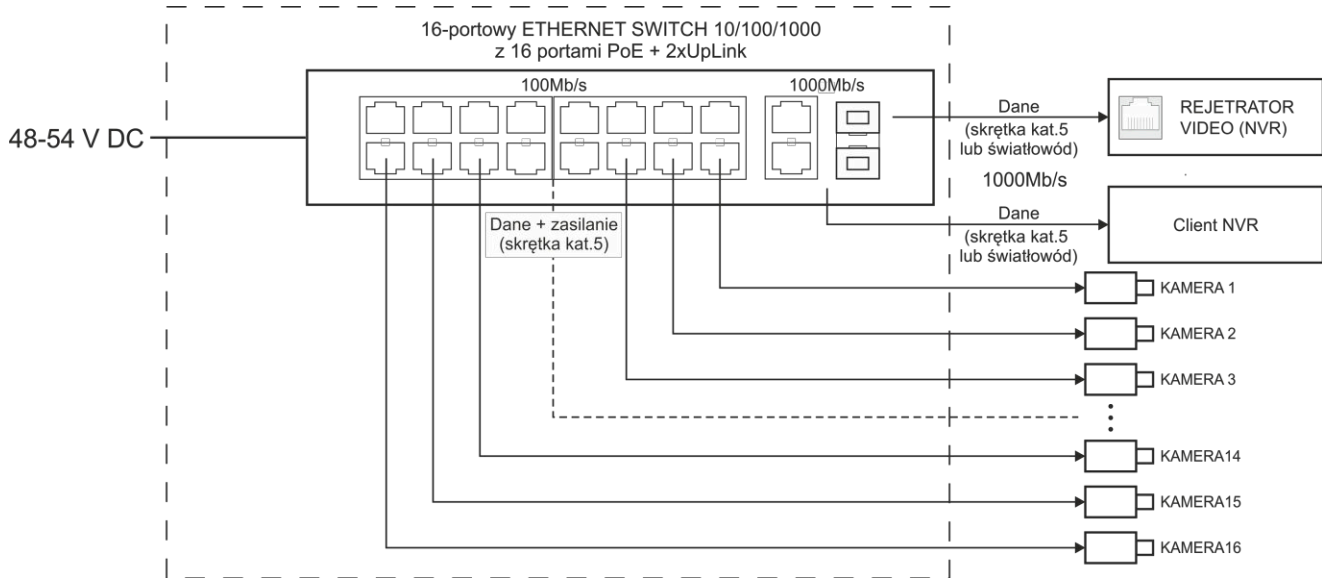 16-portowy ETHERNET SWITCH 10/100/1000
z 16 portami PoE + 2xUpLink
100Mb/s
1000Mb/s
48-54 V DC
Dane
(skrętka kat.5
lub światłowód)
REJETRATOR
VIDEO (NVR)
1000Mb/s
Dane
(skrętka kat.5
lub światłowód)
Client NVR
Dane + zasilanie
(skrętka kat.5)
KAMERA 1
KAMERA 2
KAMERA 3
KAMERA14
KAMERA15
KAMERA16